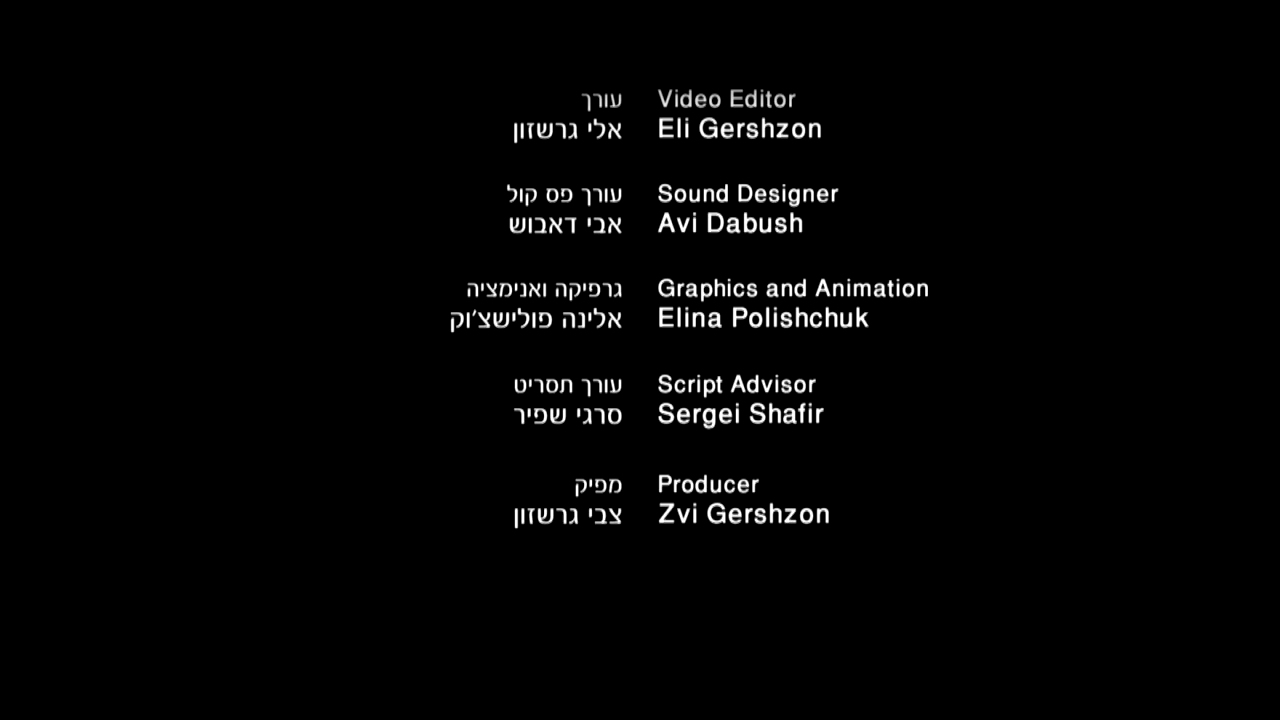 עורך Video Editor
אלי גרשזון Eli Gershzon
עורך פס קול Sound Designer
אבי דאבוש Avi Dabush
גרפיקה ואנימציה Graphics and Animation
אלינה פולישצ'וק Elina Polishchuk
עורך תסריט Script Advisor
סרגי שפיר Sergei Shafir
מפיק Producer
צבי גרשזון Zvi Gershzon